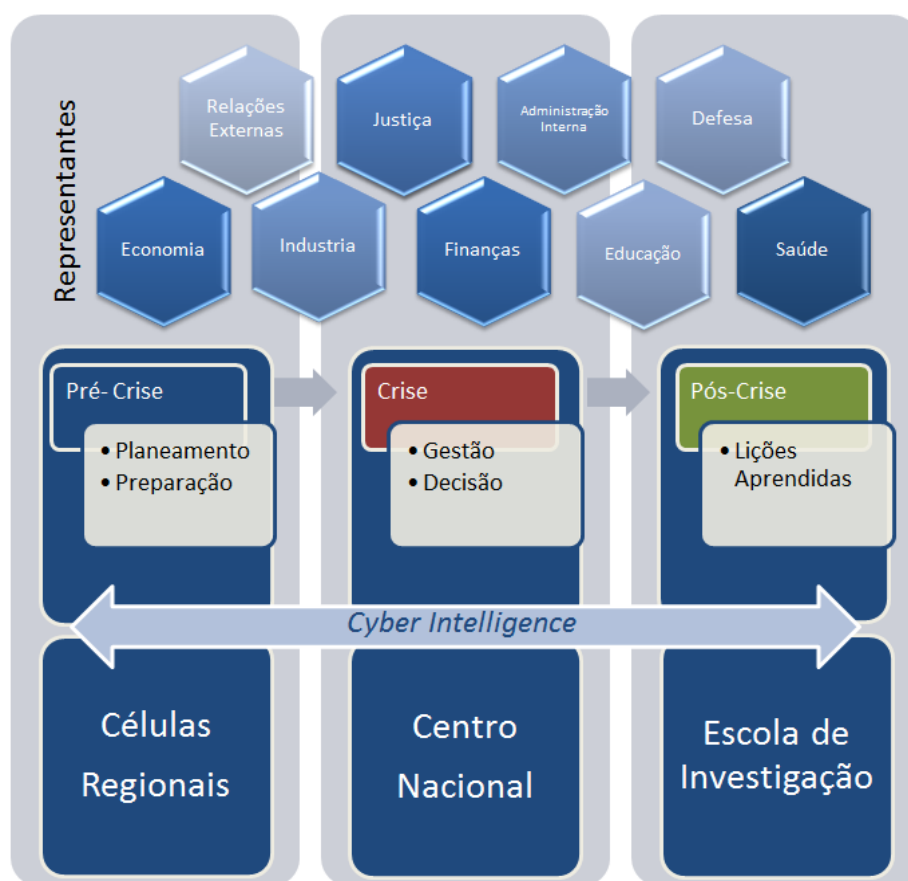 Representantes
Relações
Externas
Justiça
Administração
Interna
Defesa
Economia
Industria
Finanças
Educação
Saúde
Pré- Crise
• Planeamento
• Preparação
Crise
• Gestão
• Decisão
Pós-Crise
• Lições
Aprendidas
Cyber Intelligence
Células
Regionais
Centro
Nacional
Escola de
Investigação